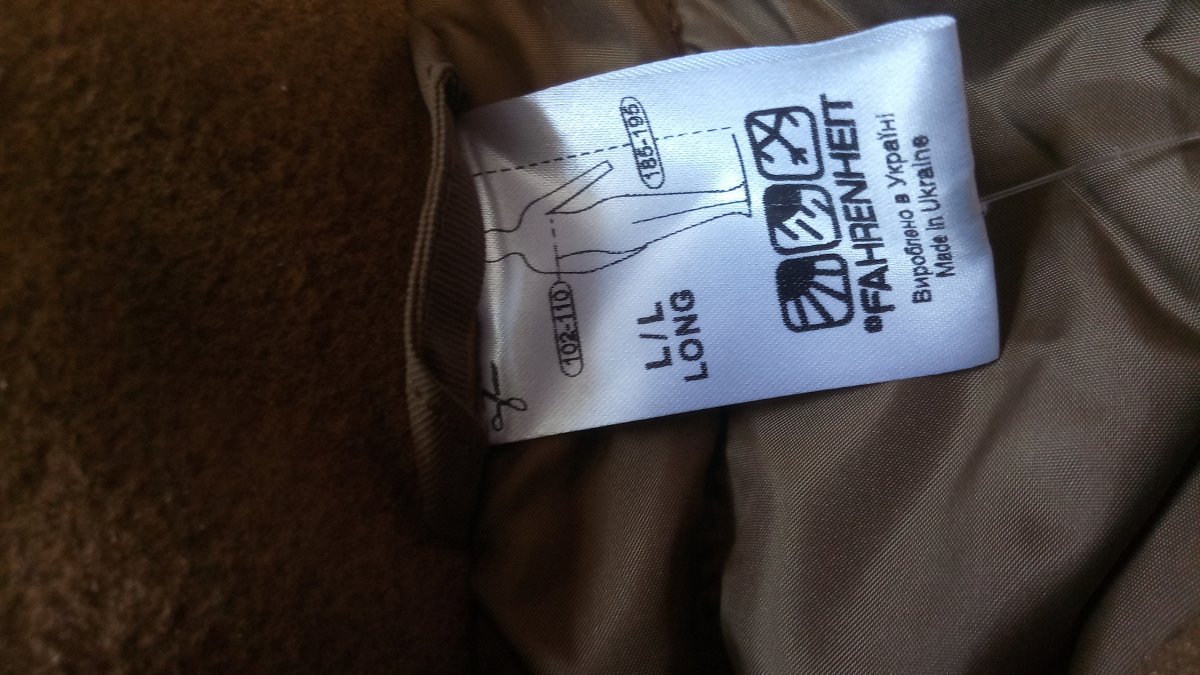 185-195
102-110
L/L
LONG
®FAHRENHEIT
Вироблено в Україні
Made In Ukraine